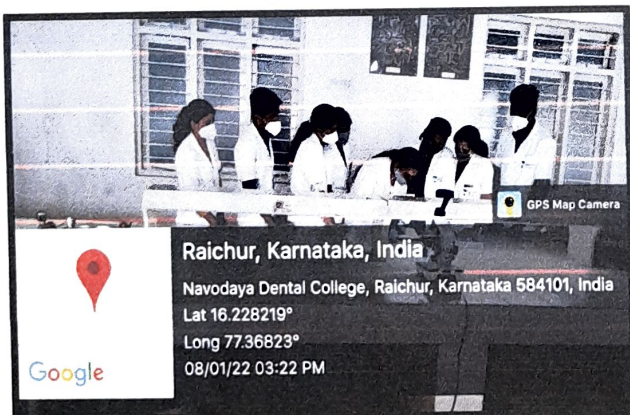 GPS Map Camera
Raichur, Karnataka, India
Navodaya Dental College, Raichur, Karnataka 584101, India
Lat 16.228219°
Long 77.36823°
08/01/22 03:22 PM
Google